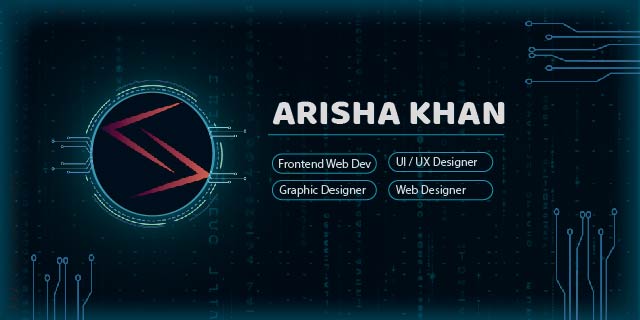 ARISHA KHAN
Frontend Web Dev
UI / UX Designer
Graphic Designer
Web Designer